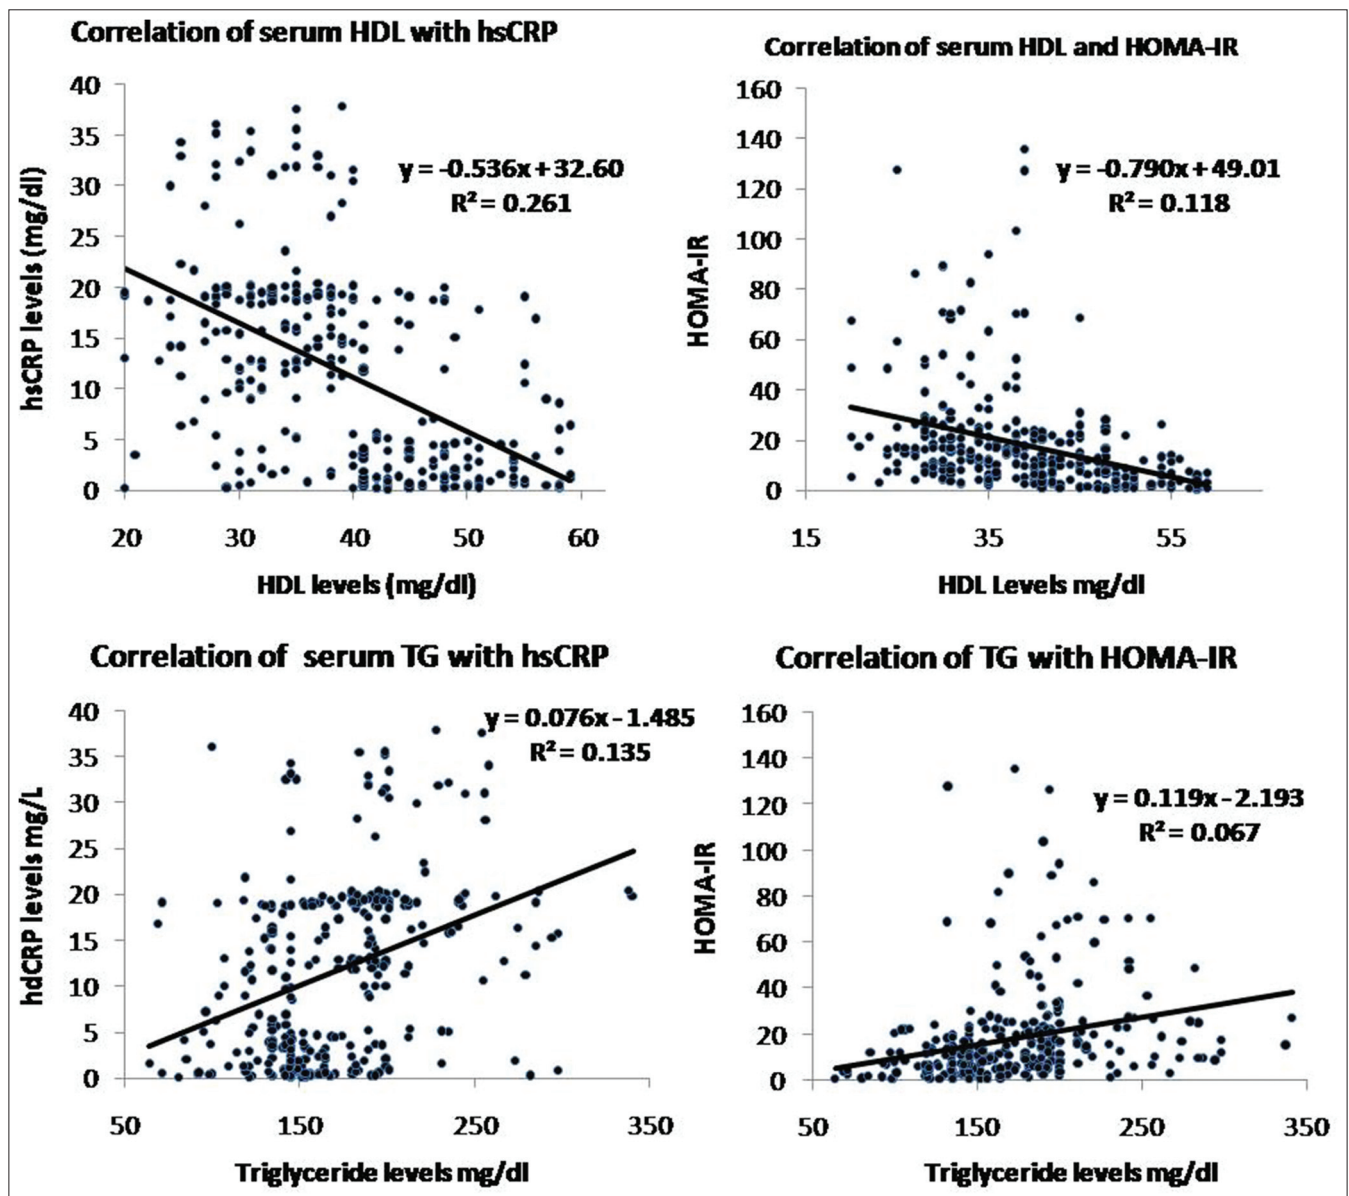 Correlation of serum HDL with hsCRP
40
35
30
25
20
15
10
5
0
hsCRP levels (mg/dl)
y = -0.536x + 32.60
R² = 0.261
20 30 40 50 60
HDL levels (mg/dl)
Correlation of serum HDL and HOMA-IR
160
140
120
100
80
60
40
20
0
HOMA-IR
y = -0.790x + 49.01
R² = 0.118
15 35 55
HDL Levels mg/dl
Correlation of serum TG with hsCRP
40
35
30
25
20
15
10
5
0
hdCRP levels mg/L
y = 0.076x - 1.485
R² = 0.135
50 150 250 350
Triglyceride levels mg/dl
Correlation of TG with HOMA-IR
160
140
120
100
80
60
40
20
0
HOMA-IR
y = 0.119x - 2.193
R² = 0.067
50 150 250 350
Triglyceride levels mg/dl